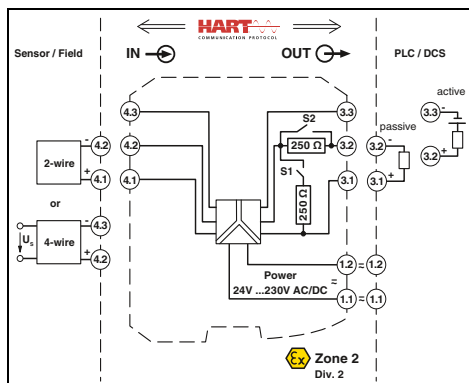 HART
COMMUNICATION PROTOCOL
Sensor / Field
IN
OUT
PLC / DCS
4.3
3.3
active
3.3 -
S2
passive
2-wire
- 4.2
4.2
250 Ω
3.2
3.2 -
3.2 +
+ 4.1
4.1
S1
3.1
3.1 +
or
250 Ω
Us
4-wire
- 4.3
+ 4.2
Power
24V ...230V AC/DC
≂
1.2 ≈ 1.2
1.1 ≈ 1.1
Ex
Zone 2
Div. 2